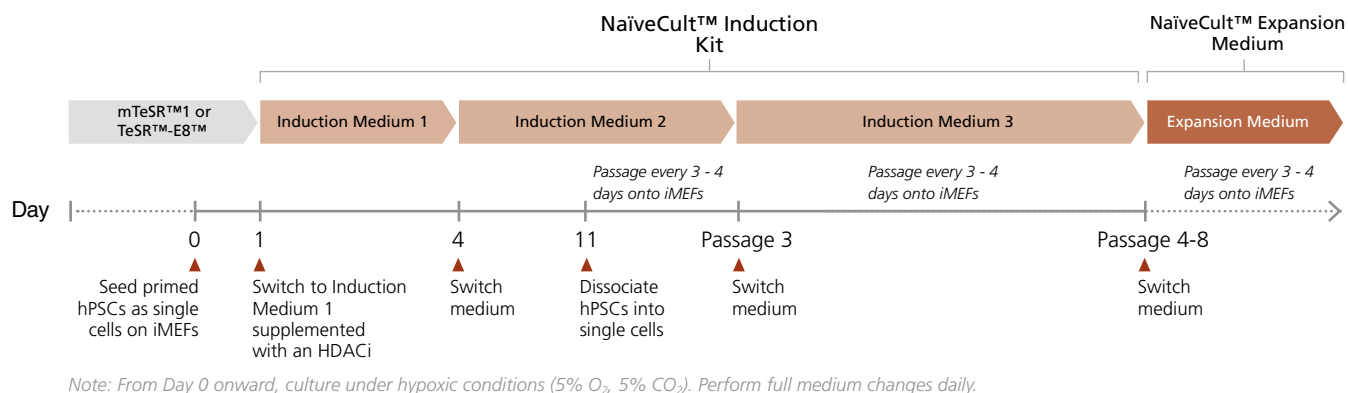 NaïveCult™ Induction
Kit
NaïveCult™ Expansion
Medium
mTeSR™1 or
TeSR™-E8™
Induction Medium 1
Induction Medium 2
Induction Medium 3
Expansion Medium
Passage every 3 - 4
days onto iMEFs
Passage every 3 - 4
days onto iMEFs
Passage every 3 - 4
days onto iMEFs
Day
0
1
4
11
Passage 3
Passage 4-8
Seed primed
hPSCs as single
cells on iMEFs
Switch to Induction
Medium 1
supplemented
with an HDACi
Switch
medium
Dissociate
hPSCs into
single cells
Switch
medium
Switch
medium
Note: From Day 0 onward, culture under hypoxic conditions (5% O₂, 5% CO₂). Perform full medium changes daily.